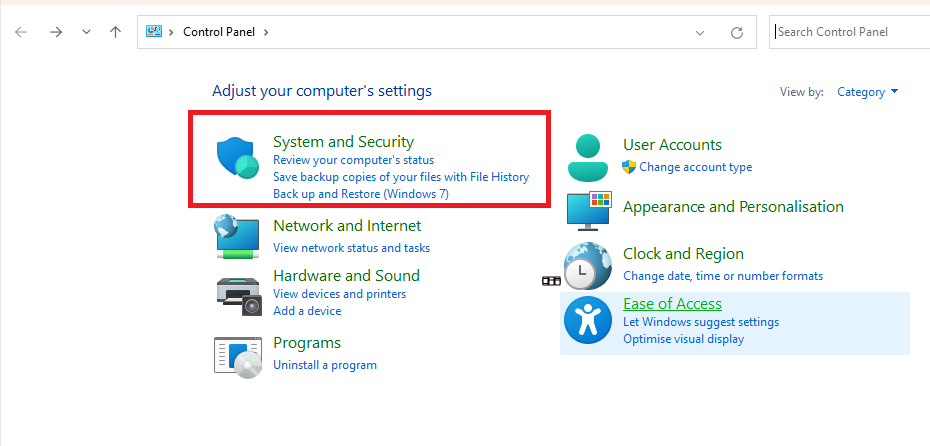 Control Panel
Search Control Panel
Adjust your computer's settings
View by: Category
System and Security
Review your computer's status
Save backup copies of your files with File History
Back up and Restore (Windows 7)
Network and Internet
View network status and tasks
Hardware and Sound
View devices and printers
Add a device
Programs
Uninstall a program
User Accounts
Change account type
Appearance and Personalisation
Clock and Region
Change date, time or number formats
Ease of Access
Let Windows suggest settings
Optimise visual display